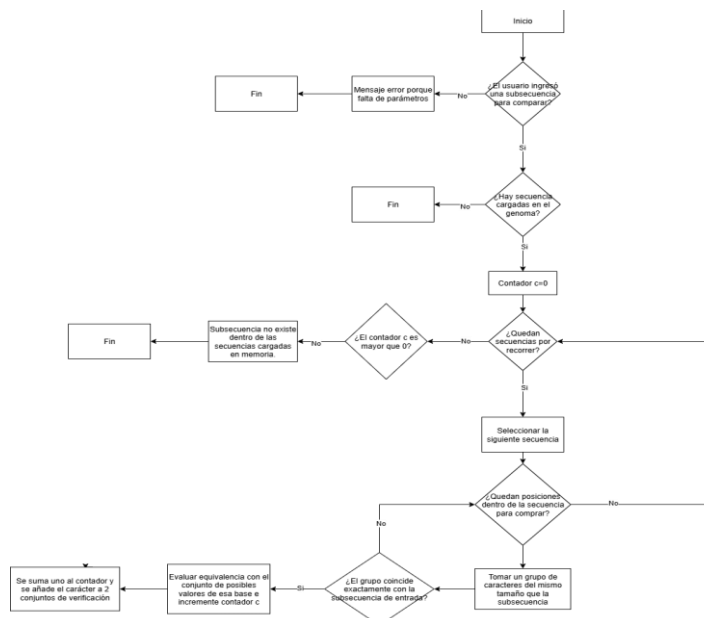 Inicio
¿El usuario ingresó
una subsecuencia
para comparar?
No
Mensaje error porque
falta de parámetros
Fin
Si
¿Hay secuencia
cargadas en el
genoma?
No
Fin
Si
Contador c=0
¿Quedan
secuencias por
recorrer?
No
¿El contador c es
mayor que 0?
No
Subsecuencia no existe
dentro de las
secuencias cargadas
en memoria.
Fin
Si
Seleccionar la
siguiente secuencia
¿Quedan posiciones
dentro de la secuencia
para comprar?
No
No
Tomar un grupo de
caracteres del mismo
tamaño que la
subsecuencia
¿El grupo coincide
exactamente con la
subsecuencia de entrada?
Si
Evaluar equivalencia con el
conjunto de posibles
valores de esa base e
incremente contador c
Se suma uno al contador y
se añade el carácter a 2
conjuntos de verificación